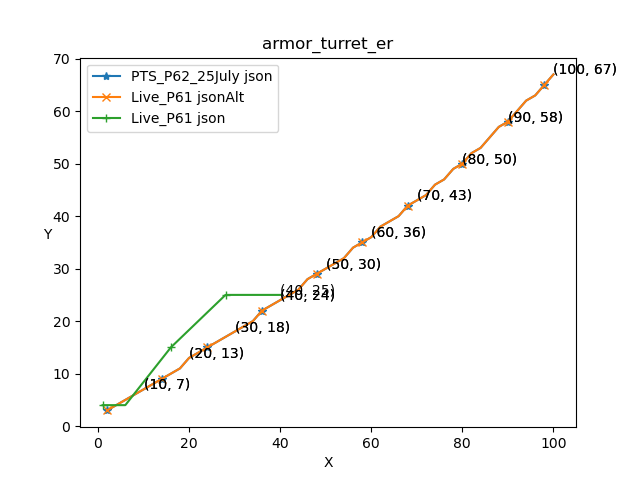 armor_turret_er
PTS_P62_25July json
Live_P61 jsonAlt
Live_P61 json
(100, 67)
(90, 58)
(80, 50)
(70, 43)
(60, 36)
(50, 30)
(40, 25)
(40, 24)
(30, 18)
(20, 13)
(10, 7)
70
60
50
40
30
20
10
0
Y
0 20 40 60 80 100
X